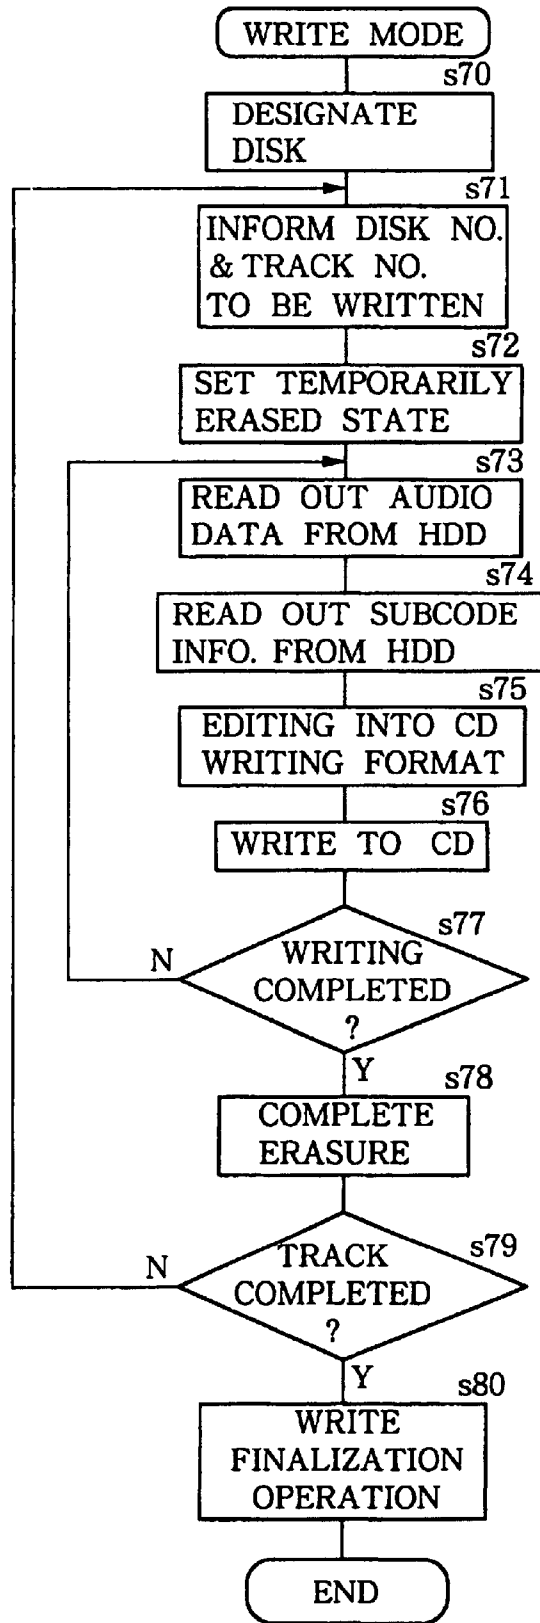 WRITE MODE
s70
DESIGNATE
DISK
s71
INFORM DISK NO.
& TRACK NO.
TO BE WRITTEN
s72
SET TEMPORARILY
ERASED STATE
s73
READ OUT AUDIO
DATA FROM HDD
s74
READ OUT SUBCODE
INFO. FROM HDD
s75
EDITING INTO CD
WRITING FORMAT
s76
WRITE TO CD
s77
N
WRITING
COMPLETED
?
Y
s78
COMPLETE
ERASURE
s79
N
TRACK
COMPLETED
?
Y
s80
WRITE
FINALIZATION
OPERATION
END